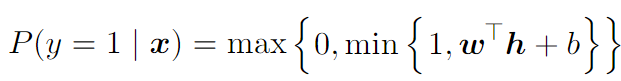 P(y = 1 | x) = max{0, min{1, w⊤h + b}}